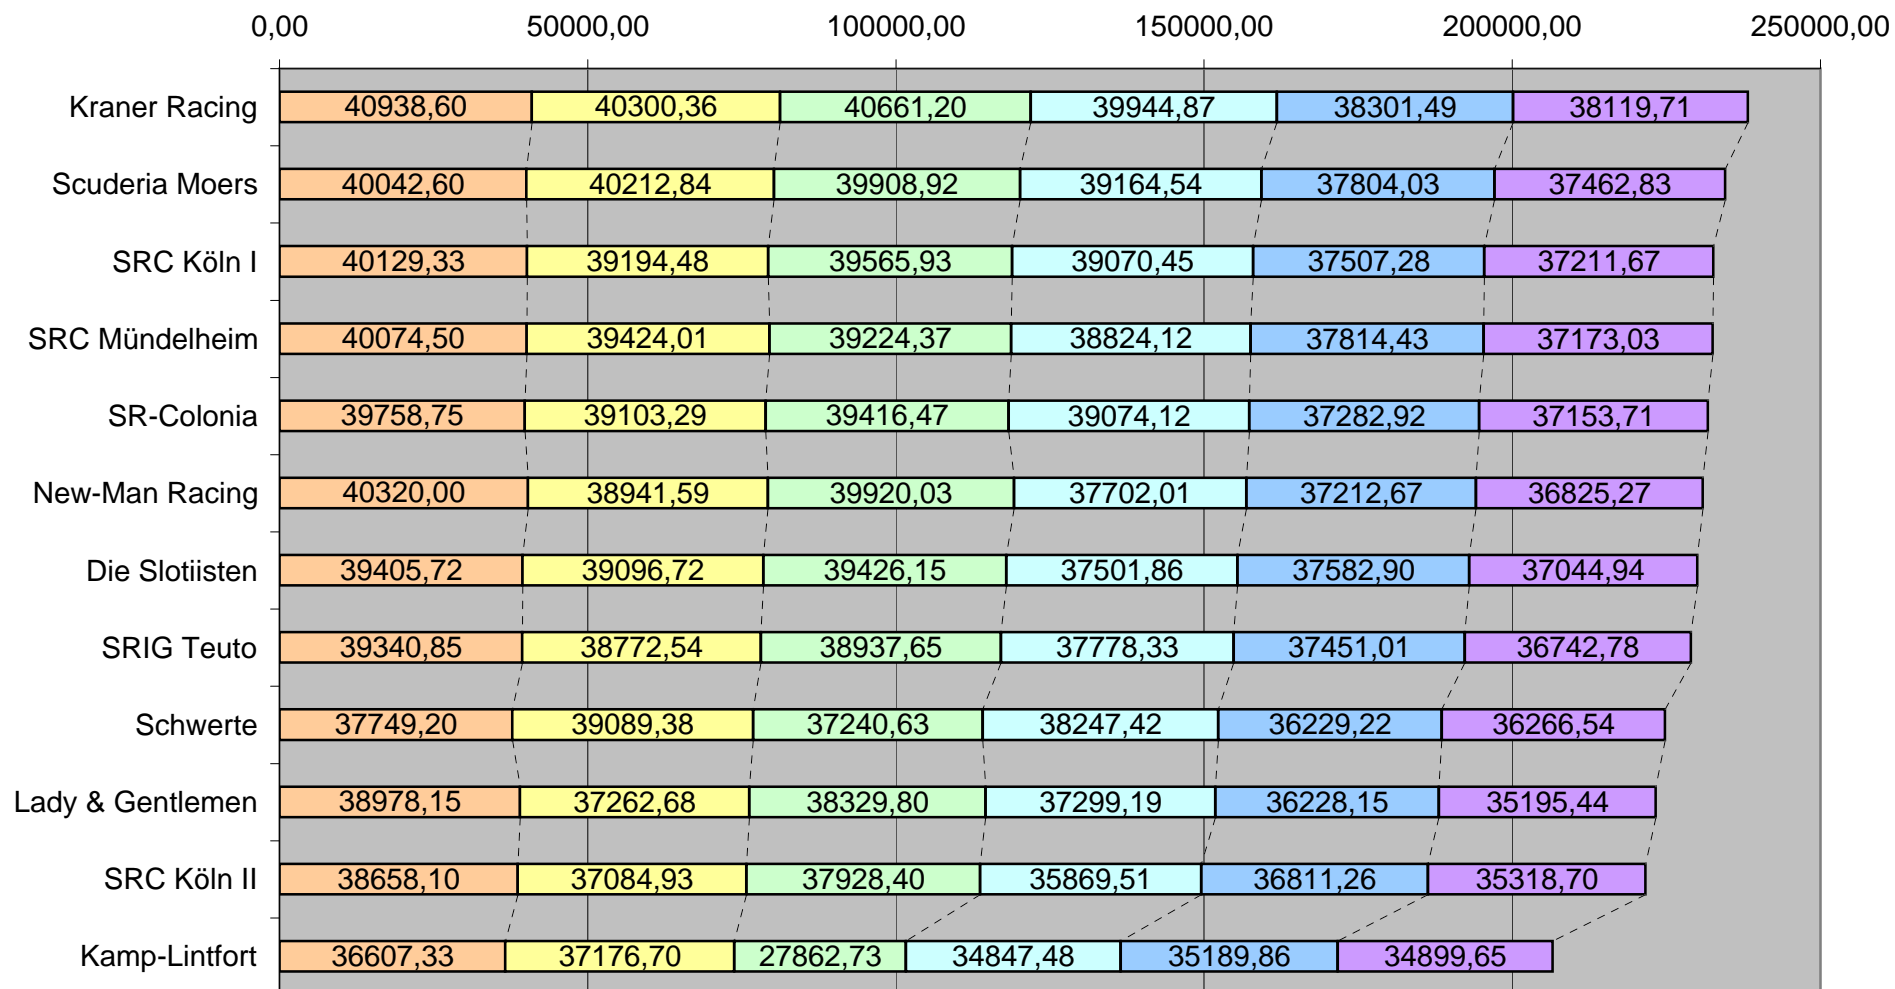 0,00 50000,00 100000,00 150000,00 200000,00 250000,00
Kraner Racing 40938,60 40300,36 40661,20 39944,87 38301,49 38119,71
Scuderia Moers 40042,60 40212,84 39908,92 39164,54 37804,03 37462,83
SRC Köln I 40129,33 39194,48 39565,93 39070,45 37507,28 37211,67
SRC Mündelheim 40074,50 39424,01 39224,37 38824,12 37814,43 37173,03
SR-Colonia 39758,75 39103,29 39416,47 39074,12 37282,92 37153,71
New-Man Racing 40320,00 38941,59 39920,03 37702,01 37212,67 36825,27
Die Slotiisten 39405,72 39096,72 39426,15 37501,86 37582,90 37044,94
SRIG Teuto 39340,85 38772,54 38937,65 37778,33 37451,01 36742,78
Schwerte 37749,20 39089,38 37240,63 38247,42 36229,22 36266,54
Lady & Gentlemen 38978,15 37262,68 38329,80 37299,19 36228,15 35195,44
SRC Köln II 38658,10 37084,93 37928,40 35869,51 36811,26 35318,70
Kamp-Lintfort 36607,33 37176,70 27862,73 34847,48 35189,86 34899,65